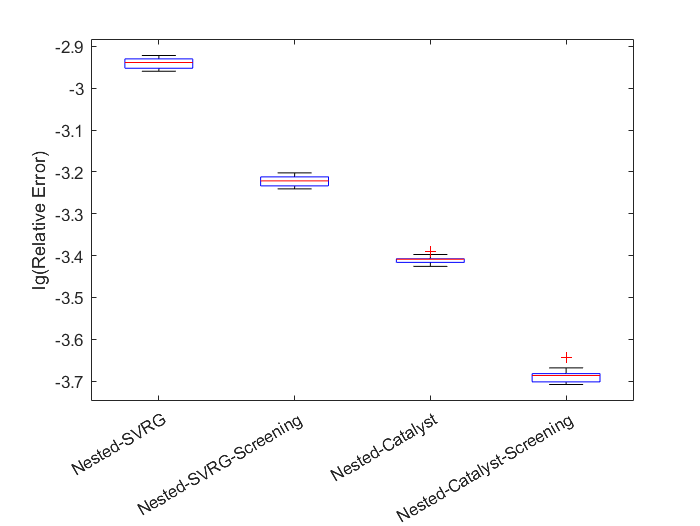 lg(Relative Error)
-2.9
-3
-3.1
-3.2
-3.3
-3.4
-3.5
-3.6
-3.7
Nested-SVRG
Nested-SVRG-Screening
Nested-Catalyst
Nested-Catalyst-Screening